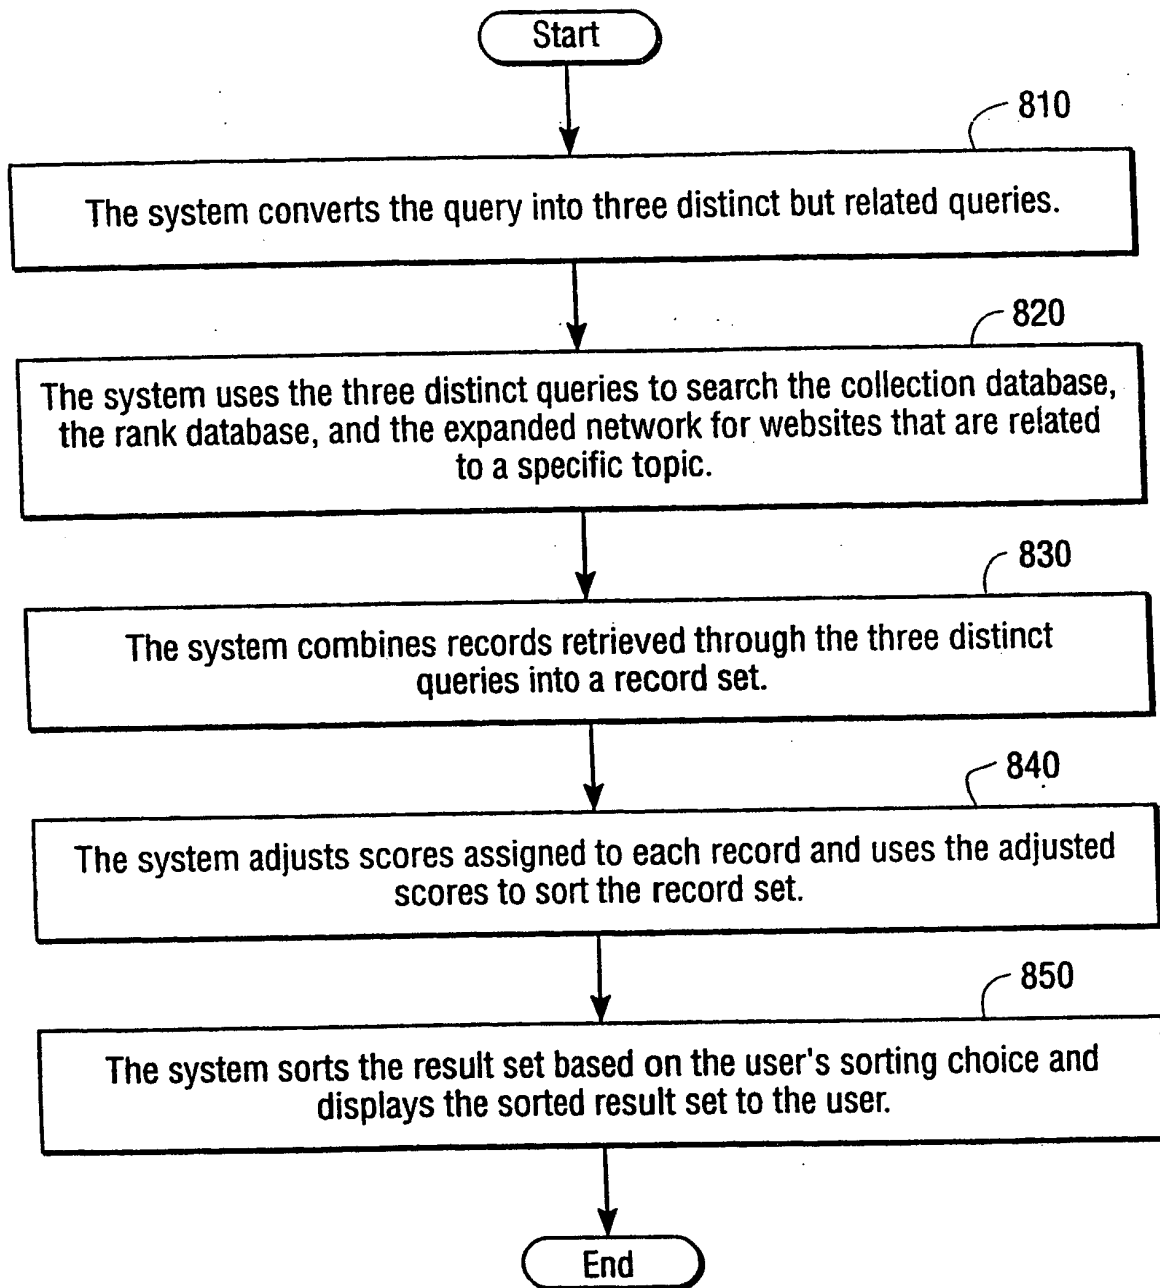 Start
810
The system converts the query into three distinct but related queries.
820
The system uses the three distinct queries to search the collection database,
the rank database, and the expanded network for websites that are related
to a specific topic.
830
The system combines records retrieved through the three distinct
queries into a record set.
840
The system adjusts scores assigned to each record and uses the adjusted
scores to sort the record set.
850
The system sorts the result set based on the user's sorting choice and
displays the sorted result set to the user.
End